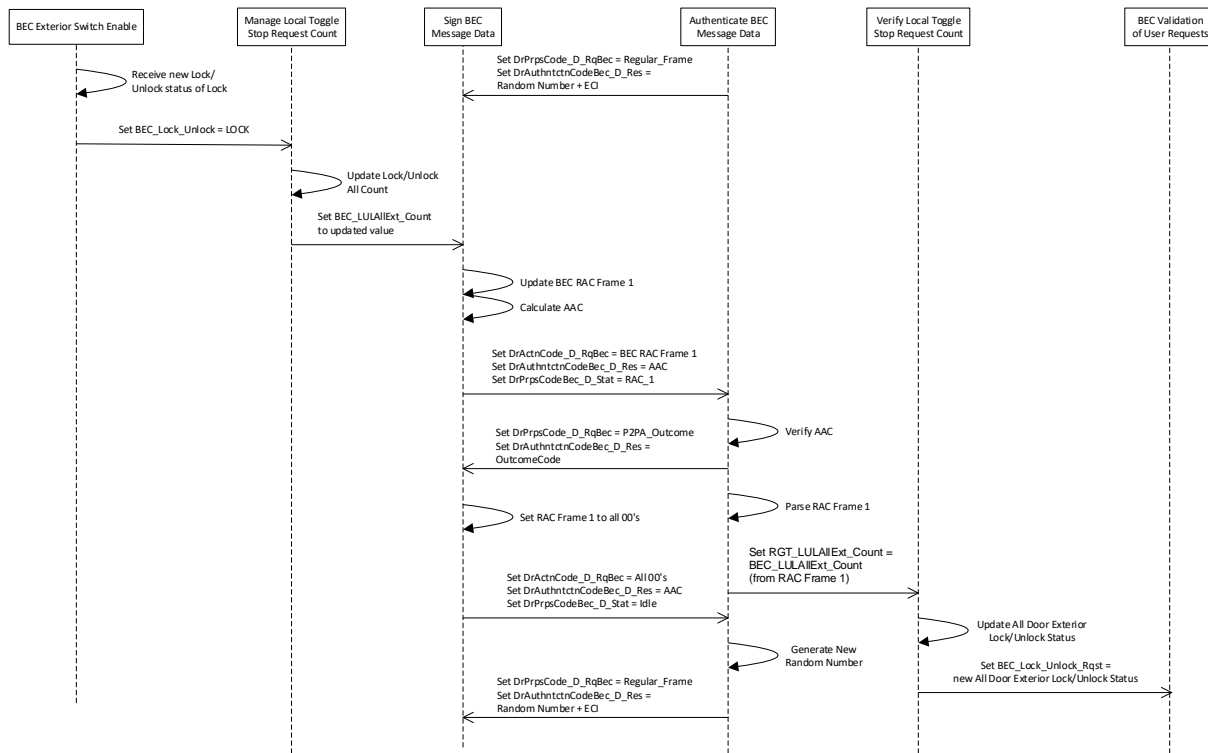 BEC Exterior Switch Enable
Manage Local Toggle
Stop Request Count
Sign BEC
Message Data
Authenticate BEC
Message Data
Verify Local Toggle
Stop Request Count
BEC Validation
of User Requests
Set DrPrpsCode_D_RqBec = Regular_Frame
Set DrAuthntctnCodeBec_D_Res =
Random Number + ECI
Receive new Lock/
Unlock status of Lock
Set BEC_Lock_Unlock = LOCK
Update Lock/Unlock
All Count
Set BEC_LULAllExt_Count
to updated value
Update BEC RAC Frame 1
Calculate AAC
Set DrActnCode_D_RqBec = BEC RAC Frame 1
Set DrAuthntctnCodeBec_D_Res = AAC
Set DrPrpsCodeBec_D_Stat = RAC_1
Verify AAC
Set DrPrpsCode_D_RqBec = P2PA_Outcome
Set DrAuthntctnCodeBec_D_Res =
OutcomeCode
Parse RAC Frame 1
Set RAC Frame 1 to all 00's
Set RGT_LULAllExt_Count =
BEC_LULAllExt_Count
(from RAC Frame 1)
Set DrActnCode_D_RqBec = All 00's
Set DrAuthntctnCodeBec_D_Res = AAC
Set DrPrpsCodeBec_D_Stat = Idle
Update All Door Exterior
Lock/Unlock Status
Generate New
Random Number
Set BEC_Lock_Unlock_Rqst =
new All Door Exterior Lock/Unlock Status
Set DrPrpsCode_D_RqBec = Regular_Frame
Set DrAuthntctnCodeBec_D_Res =
Random Number + ECI